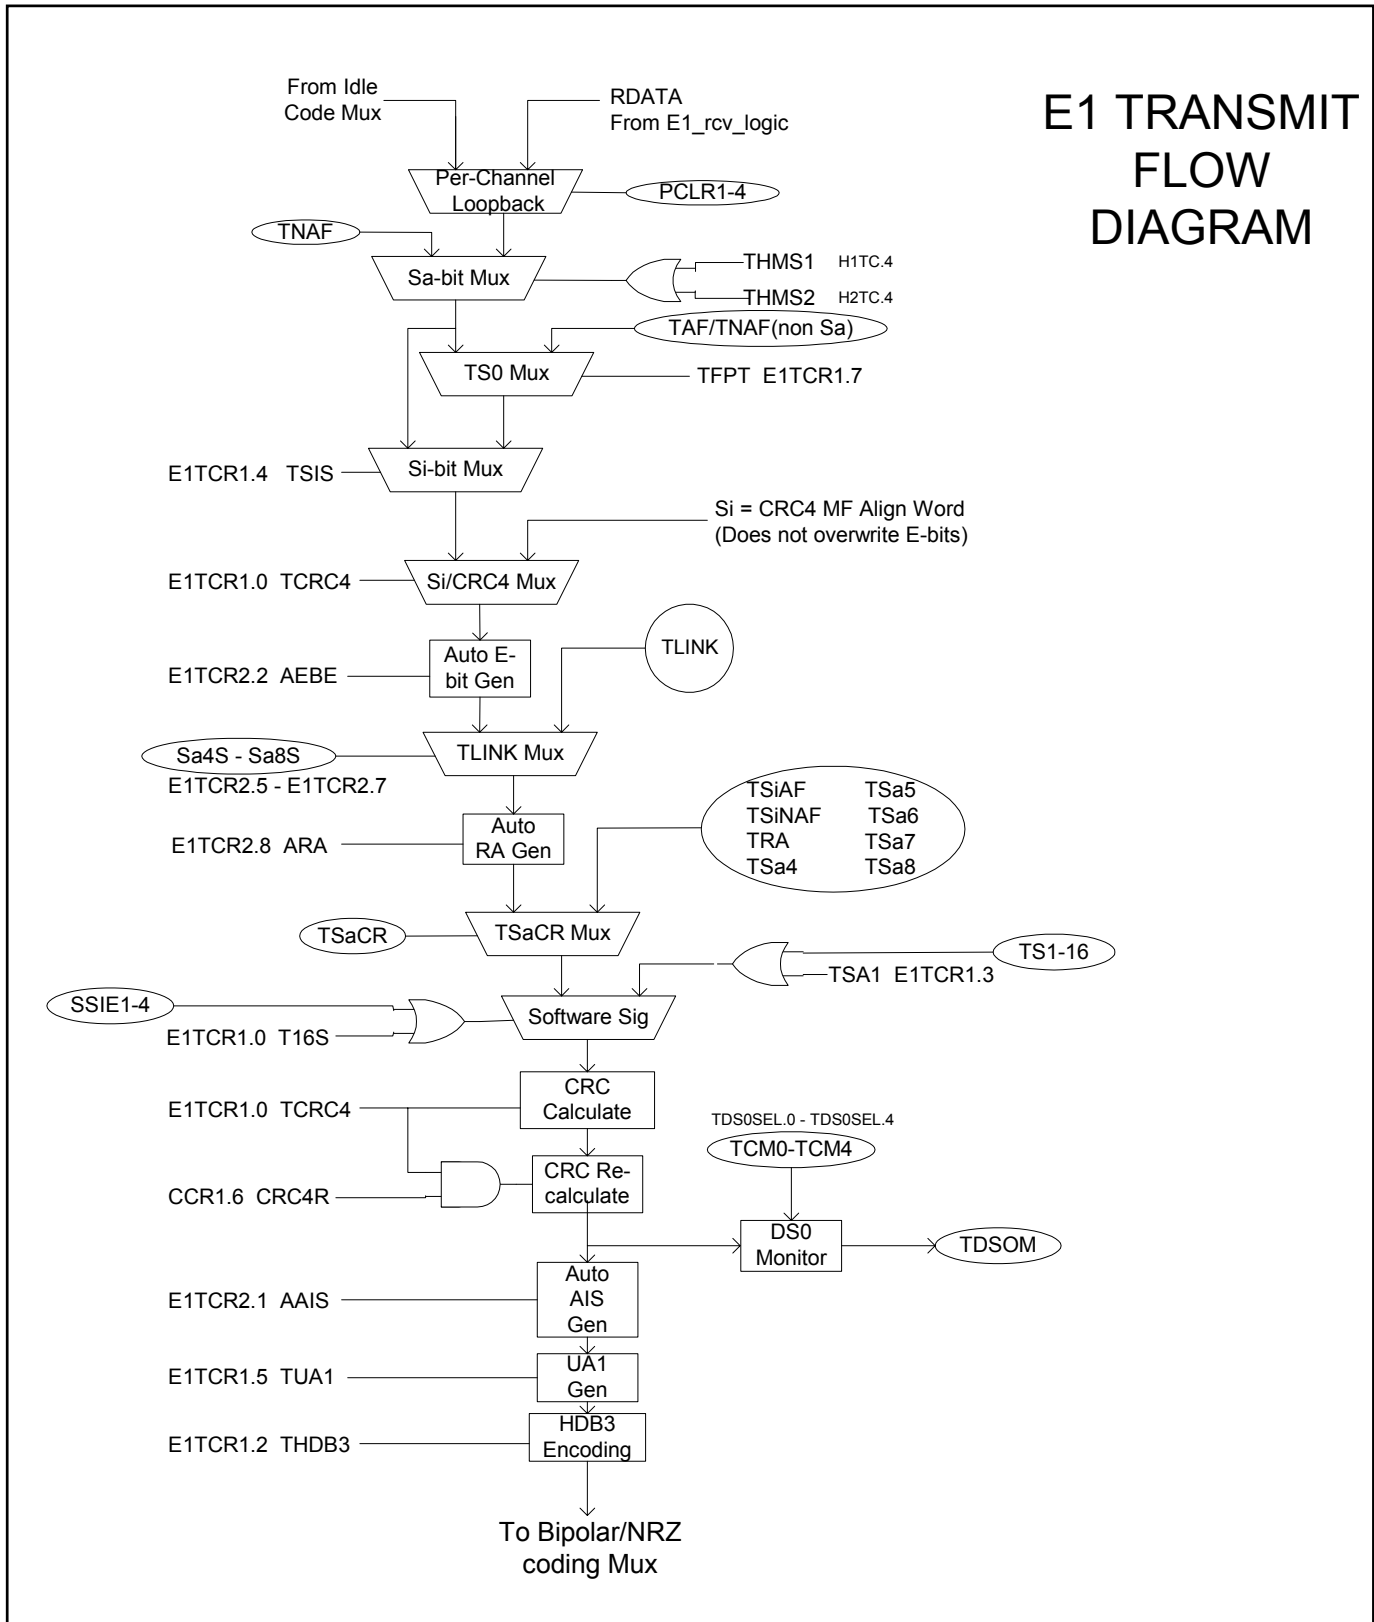 E1 TRANSMIT
FLOW
DIAGRAM
From Idle
Code Mux
RDATA
From E1_rcv_logic
Per-Channel
Loopback
PCLR1-4
TNAF
Sa-bit Mux
THMS1 H1TC.4
THMS2 H2TC.4
TAF/TNAF(non Sa)
TS0 Mux
TFPT E1TCR1.7
E1TCR1.4 TSIS
Si-bit Mux
Si = CRC4 MF Align Word
(Does not overwrite E-bits)
E1TCR1.0 TCRC4
Si/CRC4 Mux
TLINK
E1TCR2.2 AEBE
Auto E-
bit Gen
Sa4S - Sa8S
E1TCR2.5 - E1TCR2.7
TLINK Mux
TSiAF TSa5
TSiNAF TSa6
TRA TSa7
TSa4 TSa8
E1TCR2.8 ARA
Auto
RA Gen
TSaCR
TSaCR Mux
TS1-16
TSA1 E1TCR1.3
SSIE1-4
E1TCR1.0 T16S
Software Sig
E1TCR1.0 TCRC4
CRC
Calculate
TDS0SEL.0 - TDS0SEL.4
TCM0-TCM4
CCR1.6 CRC4R
CRC Re-
calculate
DS0
Monitor
TDSOM
E1TCR2.1 AAIS
Auto
AIS
Gen
E1TCR1.5 TUA1
UA1
Gen
E1TCR1.2 THDB3
HDB3
Encoding
To Bipolar/NRZ
coding Mux